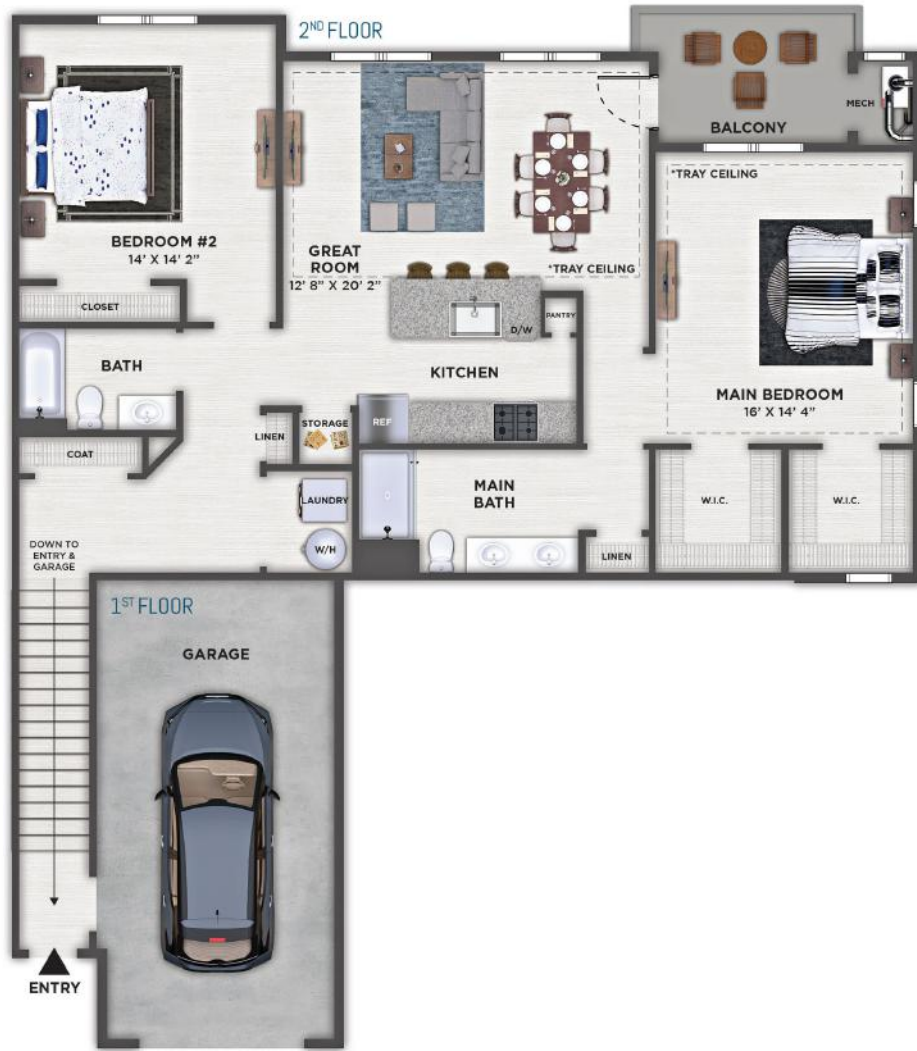 2ND FLOOR
MECH
BALCONY
*TRAY CEILING
BEDROOM #2
14' X 14' 2"
GREAT
ROOM
12' 8" X 20' 2"
*TRAY CEILING
CLOSET
PANTRY
D/W
BATH
KITCHEN
MAIN BEDROOM
16' X 14' 4"
STORAGE
REF
LINEN
COAT
MAIN
BATH
LAUNDRY
W.I.C.
W.I.C.
DOWN TO
ENTRY &
GARAGE
W/H
LINEN
1ST FLOOR
GARAGE
ENTRY